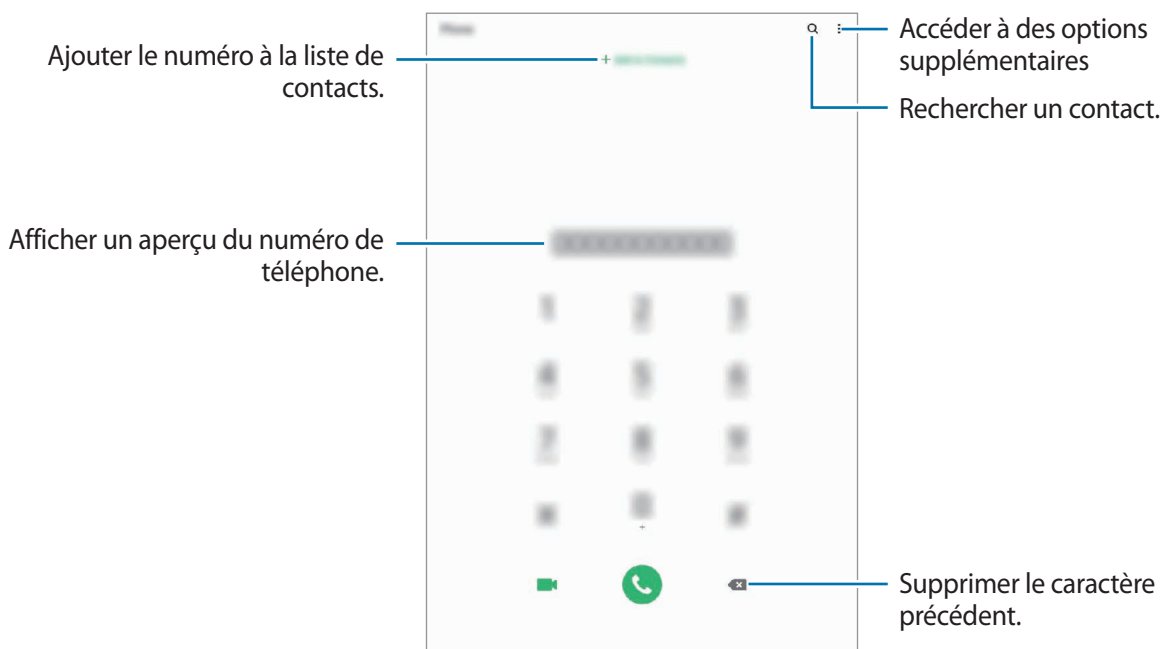 Ajouter le numéro à la liste de
contacts.
Accéder à des options
supplémentaires
Rechercher un contact.
Afficher un aperçu du numéro de
téléphone.
Supprimer le caractère
précédent.